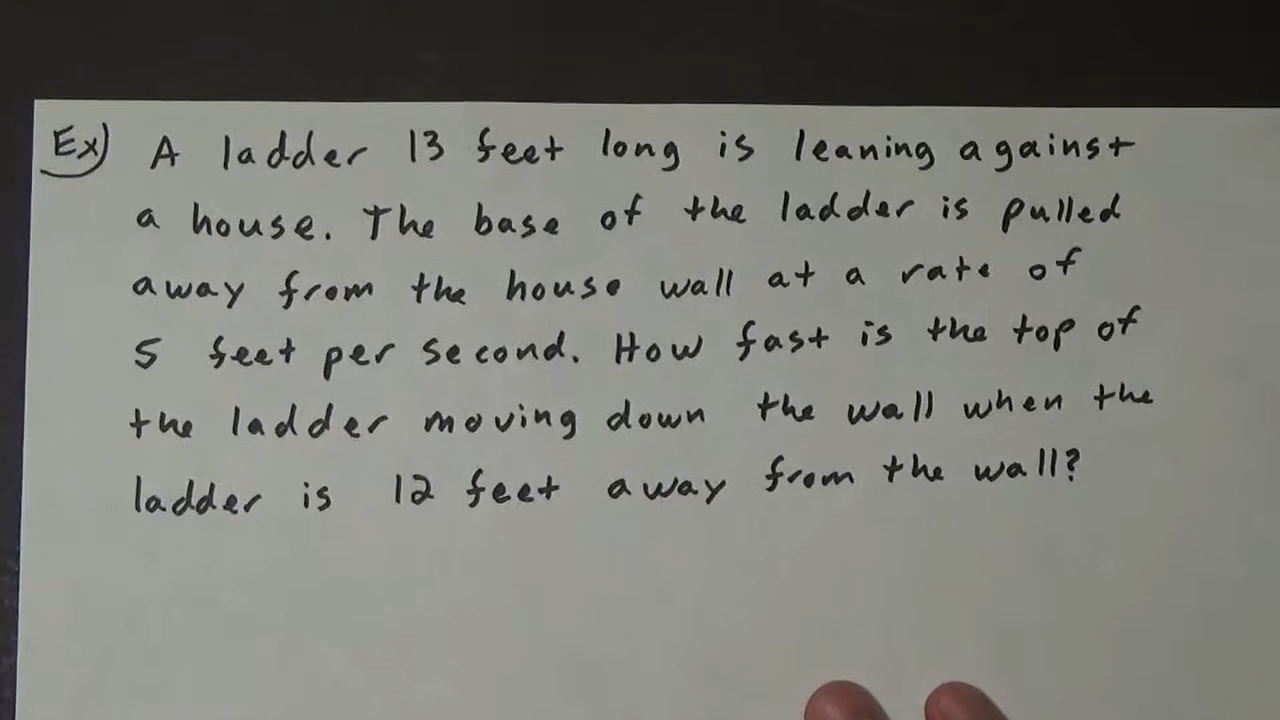 Ex) A ladder 13 feet long is leaning against
a house. The base of the ladder is pulled
away from the house wall at a rate of
5 feet per second. How fast is the top of
the ladder moving down the wall when the
ladder is 12 feet away from the wall?